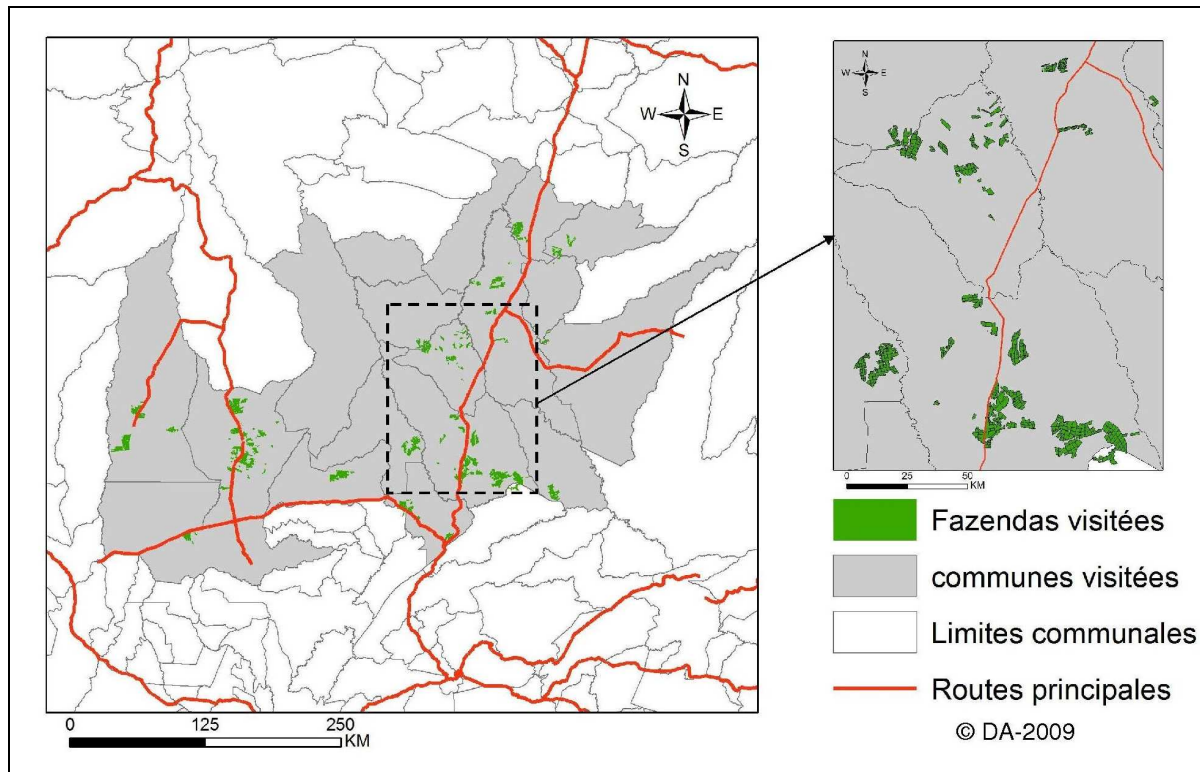 N
W E
S
0 125 250
KM
N
W E
S
0 25 50
KM
Fazendas visitées
communes visitées
Limites communales
Routes principales
© DA-2009